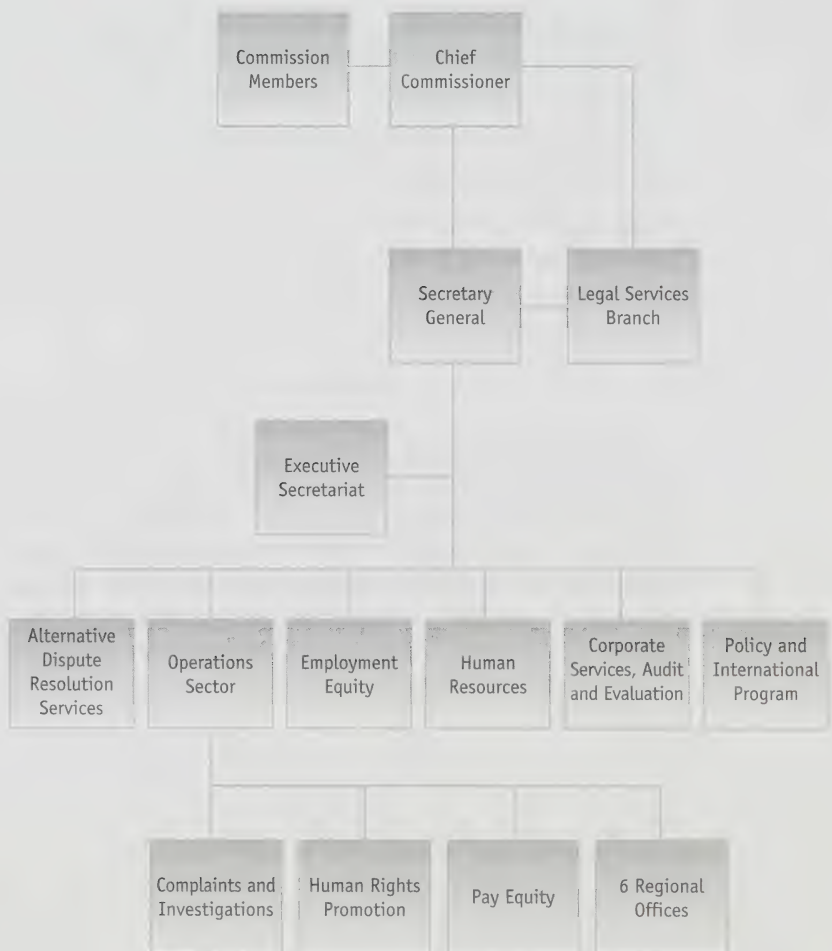 Commission
Members
Chief
Commissioner
Secretary
General
Legal Services
Branch
Executive
Secretariat
Alternative
Dispute
Resolution
Services
Operations
Sector
Employment
Equity
Human
Resources
Corporate
Services, Audit
and Evaluation
Policy and
International
Program
Complaints and
Investigations
Human Rights
Promotion
Pay Equity
6 Regional
Offices